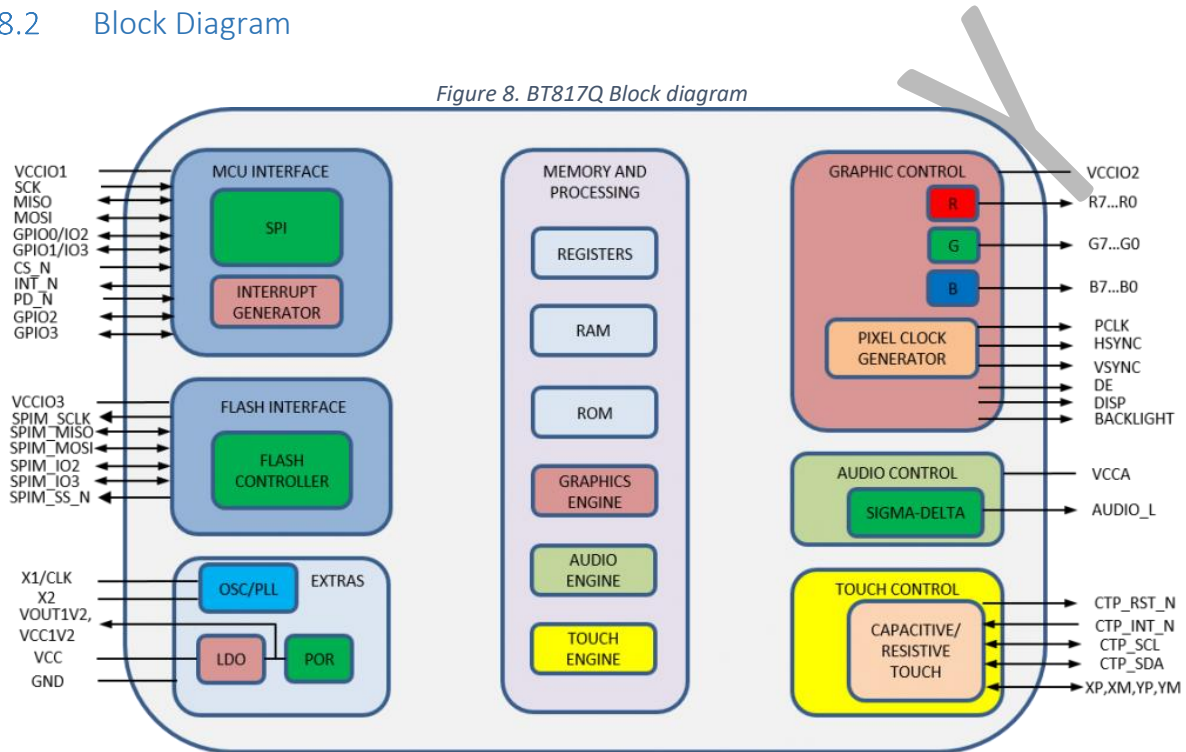 8.2 Block Diagram
Figure 8. BT817Q Block diagram
VCCIO1
SCK
MISO
MOSI
GPIO0/IO2
GPIO1/IO3
CS_N
INT_N
PD_N
GPIO2
GPIO3
MCU INTERFACE
SPI
INTERRUPT
GENERATOR
VCCIO3
SPIM_SCLK
SPIM_MISO
SPIM_MOSI
SPIM_IO2
SPIM_IO3
SPIM_SS_N
FLASH INTERFACE
FLASH
CONTROLLER
X1/CLK
X2
VOUT1V2,
VCC1V2
VCC
GND
OSC/PLL
EXTRAS
LDO
POR
MEMORY AND
PROCESSING
REGISTERS
RAM
ROM
GRAPHICS
ENGINE
AUDIO
ENGINE
TOUCH
ENGINE
GRAPHIC CONTROL
R
G
B
PIXEL CLOCK
GENERATOR
VCCIO2
R7...R0
G7...G0
B7...B0
PCLK
HSYNC
VSYNC
DE
DISP
BACKLIGHT
AUDIO CONTROL
SIGMA-DELTA
VCCA
AUDIO_L
TOUCH CONTROL
CAPACITIVE/
RESISTIVE
TOUCH
CTP_RST_N
CTP_INT_N
CTP_SCL
CTP_SDA
XP,XM,YP,YM